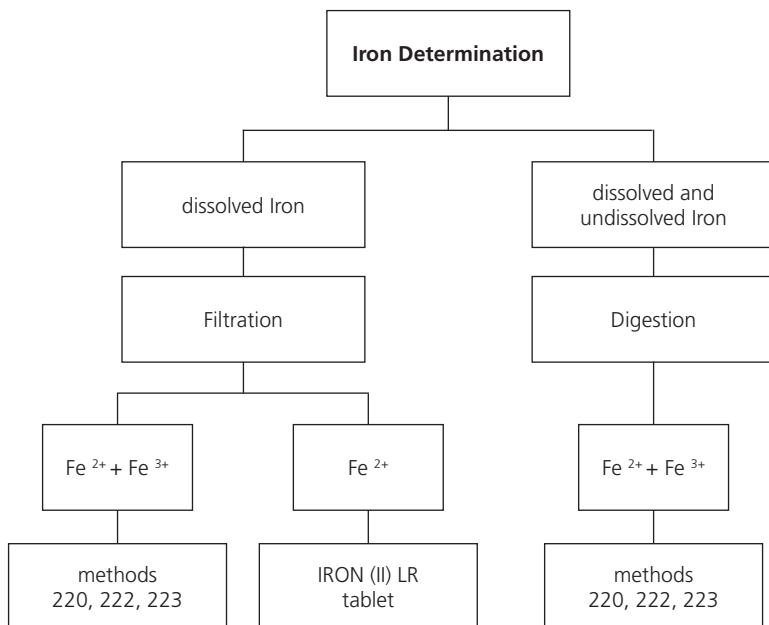 Iron Determination
dissolved Iron
dissolved and
undissolved Iron
Filtration
Digestion
Fe ²⁺ + Fe ³⁺
Fe ²⁺
Fe ²⁺ + Fe ³⁺
methods
220, 222, 223
IRON (II) LR
tablet
methods
220, 222, 223